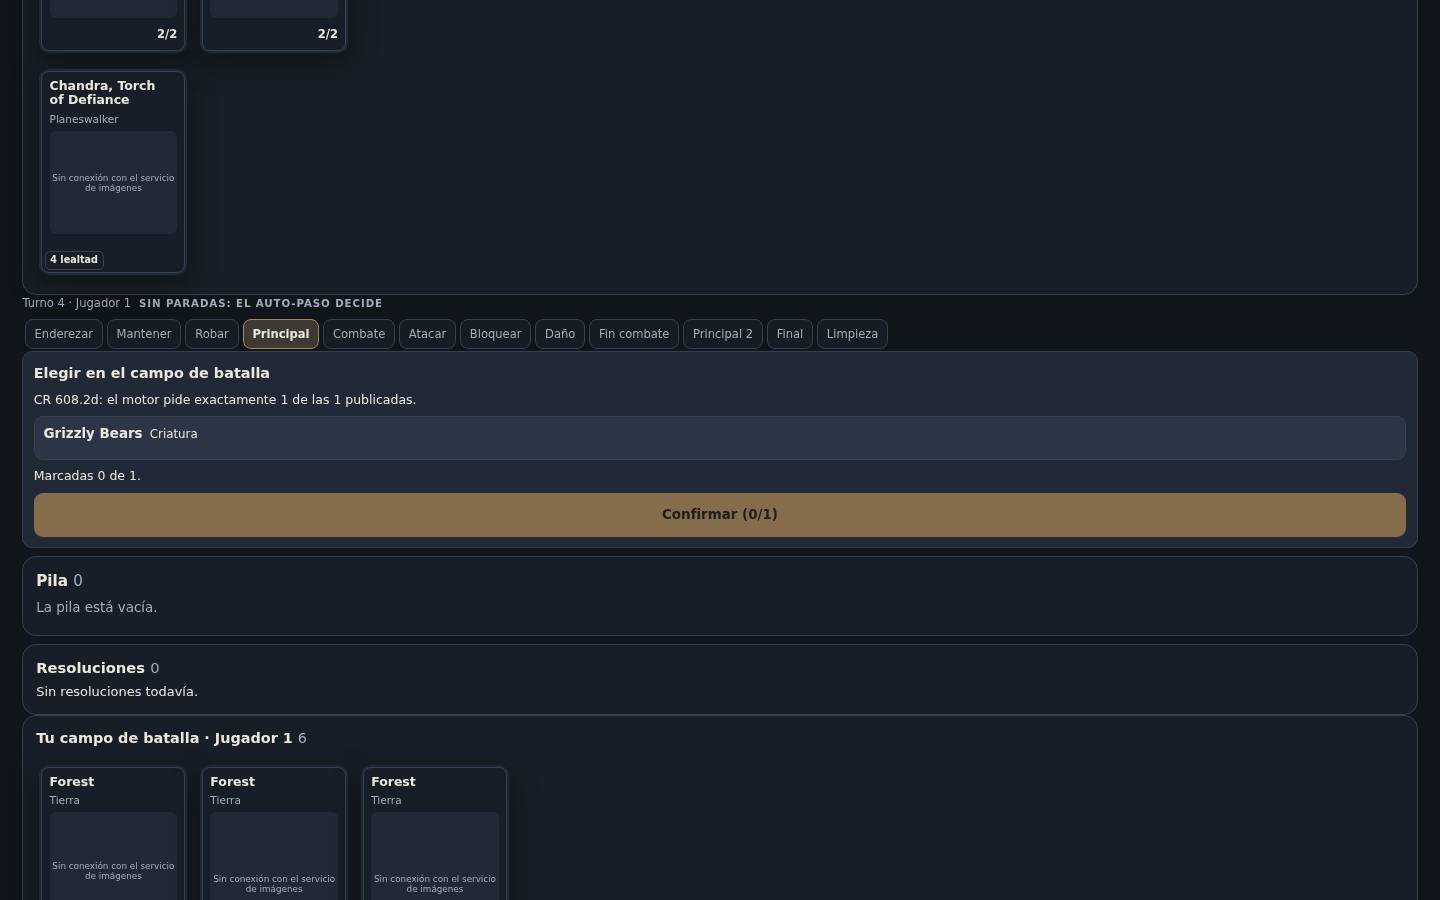 2/2
2/2
Chandra, Torch
of Defiance
Planeswalker
Sin conexión con el servicio
de imágenes
4 lealtad
Turno 4 · Jugador 1 SIN PARADAS: EL AUTO-PASO DECIDE
Enderezar Mantener Robar Principal Combate Atacar Bloquear Daño Fin combate Principal 2 Final Limpieza
Elegir en el campo de batalla
CR 608.2d: el motor pide exactamente 1 de las 1 publicadas.
Grizzly Bears Criatura
Marcadas 0 de 1.
Confirmar (0/1)
Pila 0
La pila está vacía.
Resoluciones 0
Sin resoluciones todavía.
Tu campo de batalla · Jugador 1 6
Forest
Tierra
Sin conexión con el servicio
de imágenes
Forest
Tierra
Sin conexión con el servicio
de imágenes
Forest
Tierra
Sin conexión con el servicio
de imágenes